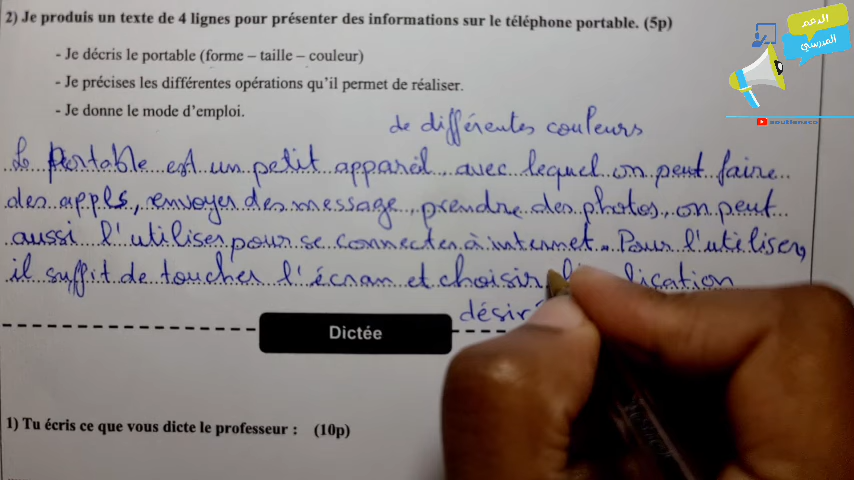 2) Je produis un texte de 4 lignes pour présenter des informations sur le téléphone portable. (5p)
- Je décris le portable (forme – taille – couleur)
- Je précises les différentes opérations qu'il permet de réaliser.
- Je donne le mode d'emploi.
de différentes couleurs
Le Portable est un petit appareil, avec lequel on peut faire
des appels, envoyer des message, prendre des photos, on peut
aussi l'utiliser pour se connecter à internet. Pour l'utiliser,
il suffit de toucher l'écran et choisir lication
désir
Dictée
1) Tu écris ce que vous dicte le professeur : (10p)
الدعم
المدرسي